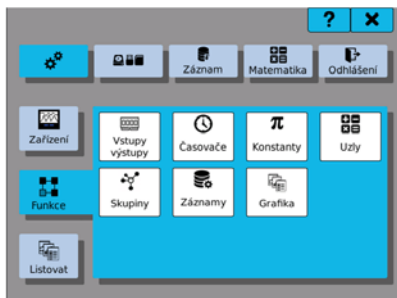 ?
Záznam
Matematika
Odhlášení
Zařízení
Vstupy
výstupy
Časovače
π
Konstanty
Uzly
Funkce
Skupiny
Záznamy
Grafika
Listovat